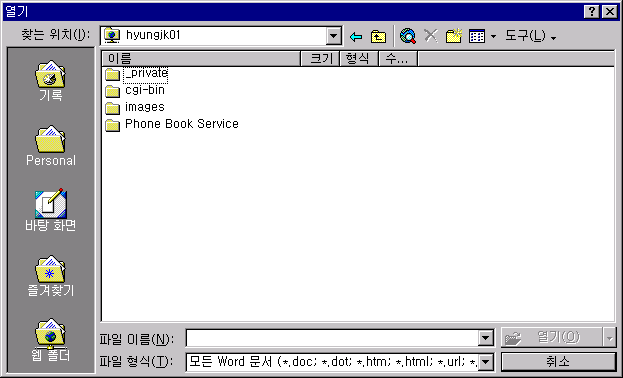 열기
찾는 위치(I): hyungjk01 도구(L)
이름 크기 형식 수...
_private
cgi-bin
images
Phone Book Service
기록
Personal
바탕 화면
즐겨찾기
웹 폴더
파일 이름(N): 열기(O)
파일 형식(T): 모든 Word 문서 (*.doc; *.dot; *.htm; *.html; *.url; *. 취소